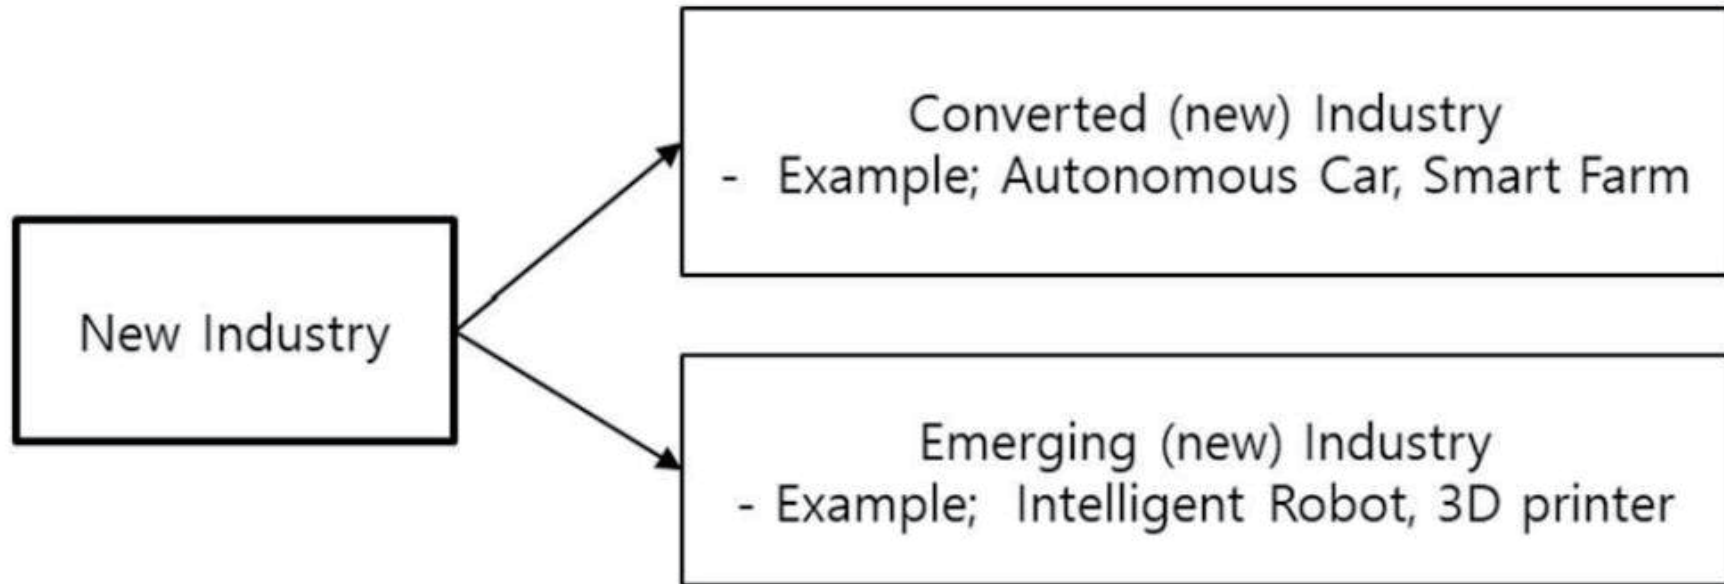 Converted (new) Industry
- Example; Autonomous Car, Smart Farm
New Industry
Emerging (new) Industry
- Example; Intelligent Robot, 3D printer